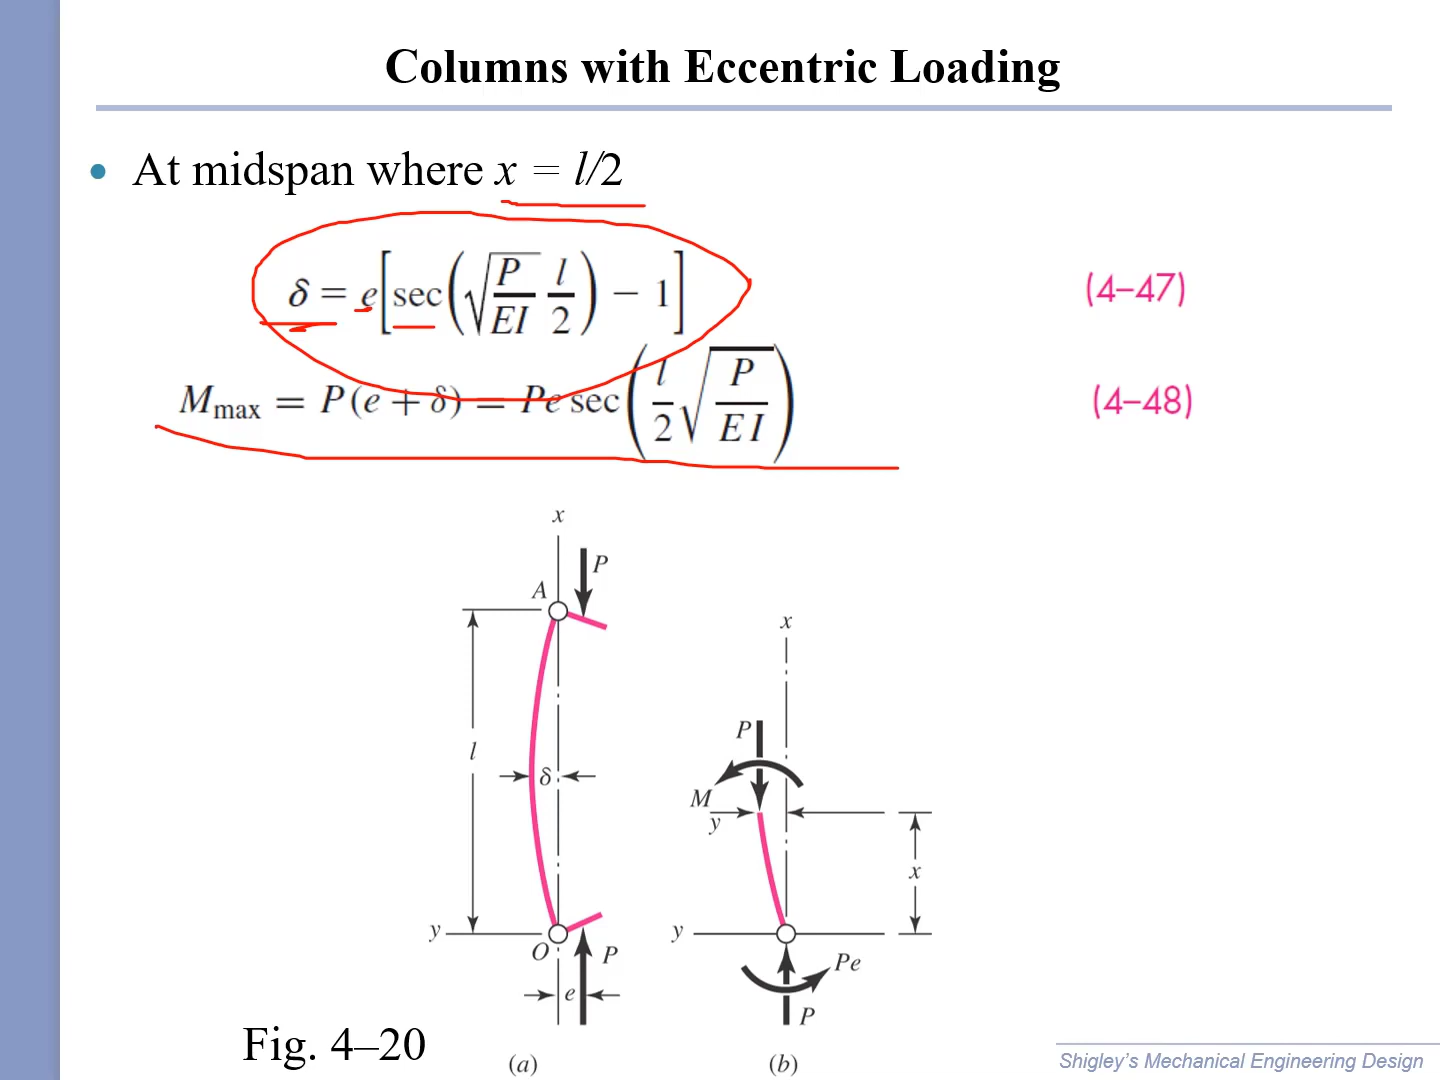 Columns with Eccentric Loading
• At midspan where x = l/2
δ = e[sec(√(P/EI) l/2) − 1] (4–47)
M_max = P(e + δ) = Pe sec(l/2 √(P/EI)) (4–48)
x
P
A
x
P
l
δ
M
y
x
y
y
O
P
Pe
e
P
Fig. 4–20
(a)
(b)
Shigley's Mechanical Engineering Design